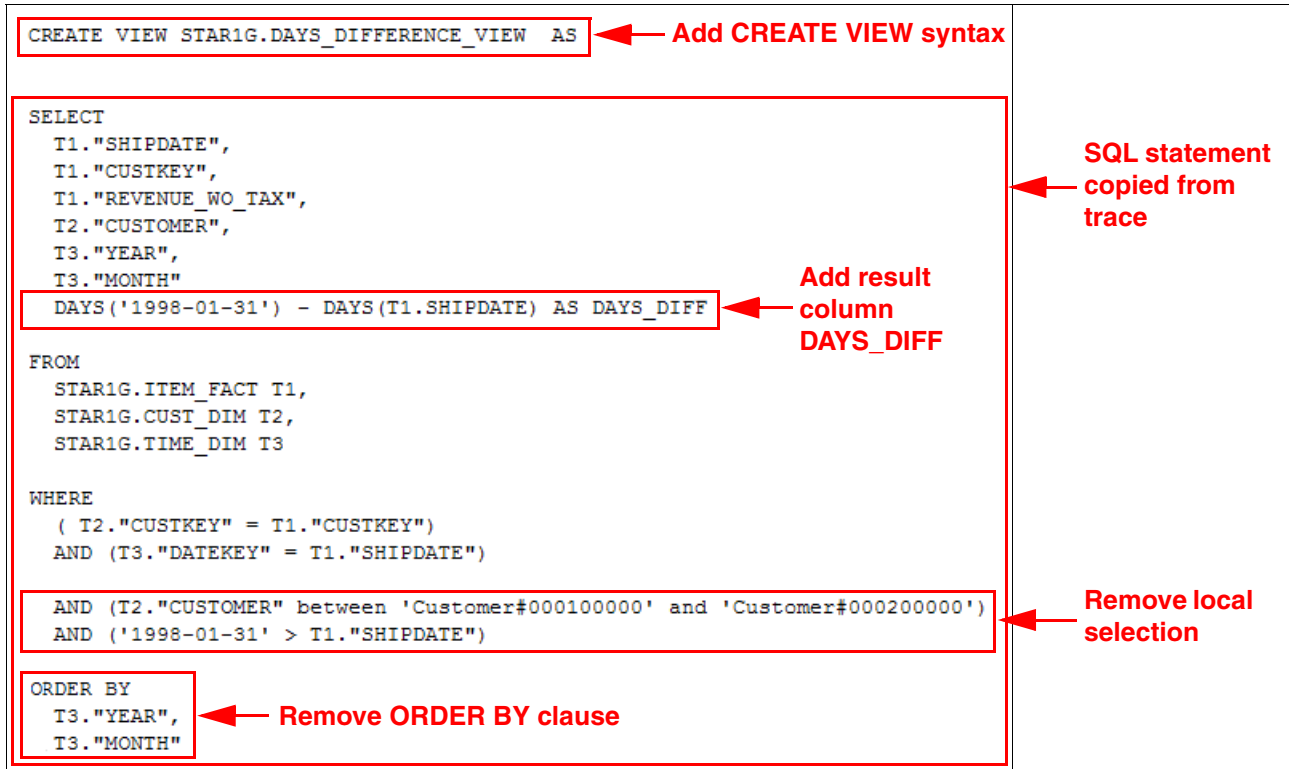 CREATE VIEW STAR1G.DAYS_DIFFERENCE_VIEW  AS
Add CREATE VIEW syntax
SELECT
T1."SHIPDATE",
T1."CUSTKEY",
T1."REVENUE_WO_TAX",
T2."CUSTOMER",
T3."YEAR",
T3."MONTH"
DAYS('1998-01-31') - DAYS(T1.SHIPDATE) AS DAYS_DIFF
SQL statement
copied from
trace
Add result
column
DAYS_DIFF
FROM
STAR1G.ITEM_FACT T1,
STAR1G.CUST_DIM T2,
STAR1G.TIME_DIM T3
WHERE
( T2."CUSTKEY" = T1."CUSTKEY")
AND (T3."DATEKEY" = T1."SHIPDATE")
AND (T2."CUSTOMER" between 'Customer#000100000' and 'Customer#000200000')
AND ('1998-01-31' > T1."SHIPDATE")
Remove local
selection
ORDER BY
T3."YEAR",
T3."MONTH"
Remove ORDER BY clause